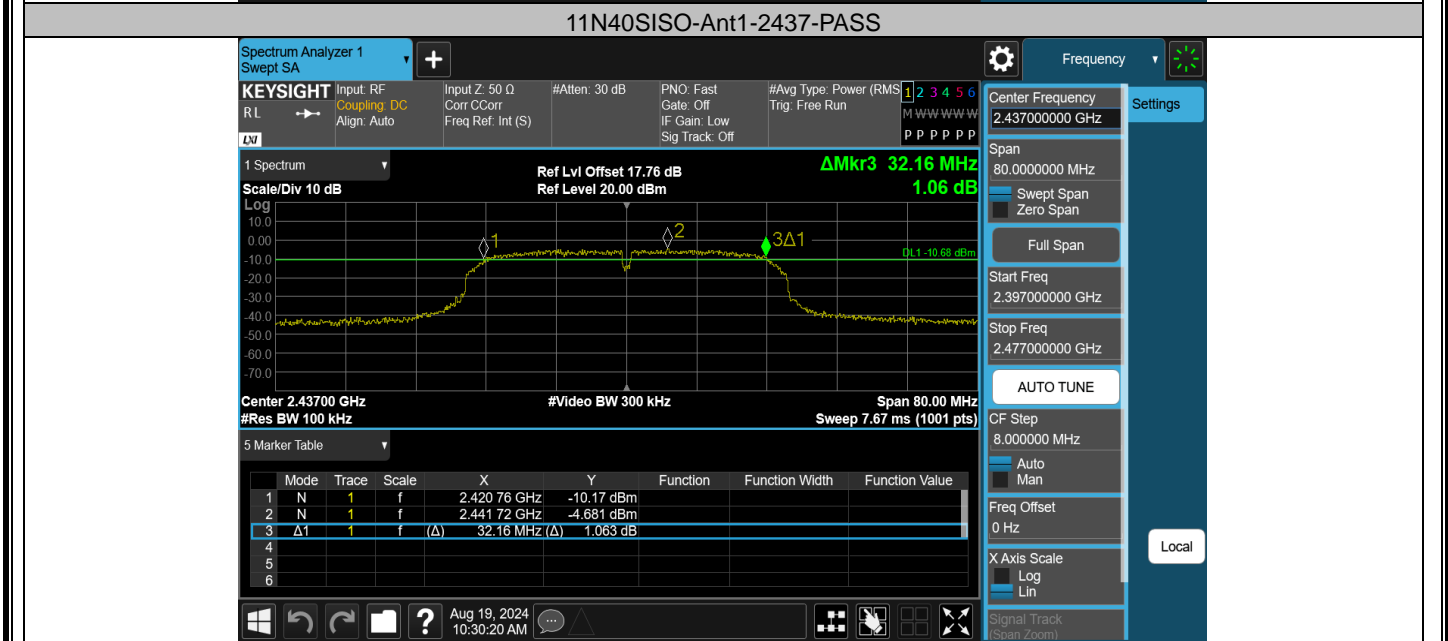 11N40SISO-Ant1-2437-PASS
Spectrum Analyzer 1
Swept SA
Frequency
Settings
KEYSIGHT
R L
LXI
Input: RF
Coupling: DC
Align: Auto
Input Z: 50 Ω
Corr CCorr
Freq Ref: Int (S)
#Atten: 30 dB
PNO: Fast
Gate: Off
IF Gain: Low
Sig Track: Off
#Avg Type: Power (RMS
Trig: Free Run
1 2 3 4 5 6
M W W W W W
P P P P P P
1 Spectrum
Scale/Div 10 dB
Ref Lvl Offset 17.76 dB
Ref Level 20.00 dBm
ΔMkr3 32.16 MHz
1.06 dB
Log
10.0
0.00
-10.0
-20.0
-30.0
-40.0
-50.0
-60.0
-70.0
1
2
3Δ1
DL1 -10.68 dBm
Center 2.43700 GHz
#Video BW 300 kHz
Span 80.00 MHz
#Res BW 100 kHz
Sweep 7.67 ms (1001 pts)
5 Marker Table
Mode Trace Scale X Y Function Function Width Function Value
1 N 1 f 2.420 76 GHz -10.17 dBm
2 N 1 f 2.441 72 GHz -4.681 dBm
3 Δ1 1 f (Δ) 32.16 MHz (Δ) 1.063 dB
4
5
6
Center Frequency
2.437000000 GHz
Span
80.0000000 MHz
Swept Span
Zero Span
Full Span
Start Freq
2.397000000 GHz
Stop Freq
2.477000000 GHz
AUTO TUNE
CF Step
8.000000 MHz
Auto
Man
Freq Offset
0 Hz
X Axis Scale
Log
Lin
Signal Track
(Span Zoom)
Local
?
Aug 19, 2024
10:30:20 AM